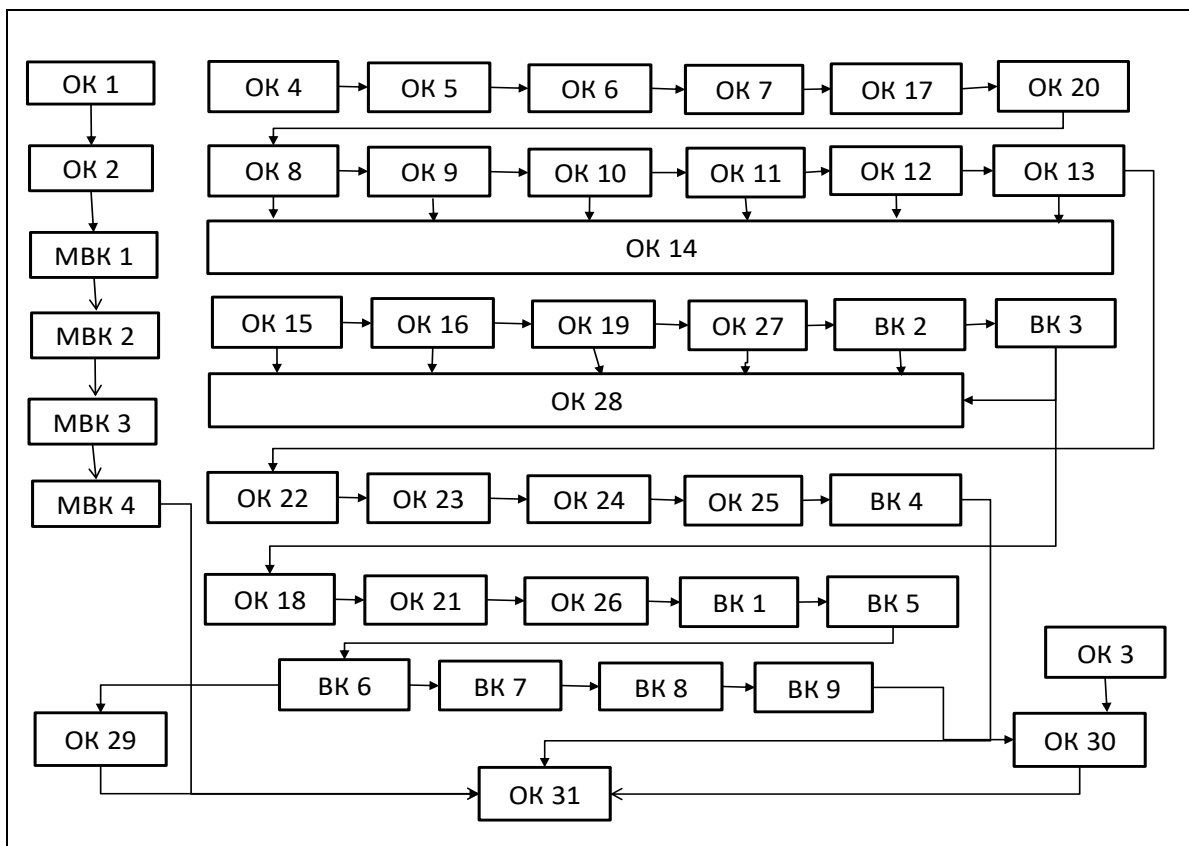 ОК 1
ОК 4 ОК 5 ОК 6 ОК 7 ОК 17 ОК 20
ОК 2
ОК 8 ОК 9 ОК 10 ОК 11 ОК 12 ОК 13
МВК 1
ОК 14
МВК 2
ОК 15 ОК 16 ОК 19 ОК 27 ВК 2 ВК 3
МВК 3
ОК 28
МВК 4
ОК 22 ОК 23 ОК 24 ОК 25 ВК 4
ОК 18 ОК 21 ОК 26 ВК 1 ВК 5
ОК 3
ВК 6 ВК 7 ВК 8 ВК 9
ОК 29
ОК 30
ОК 31